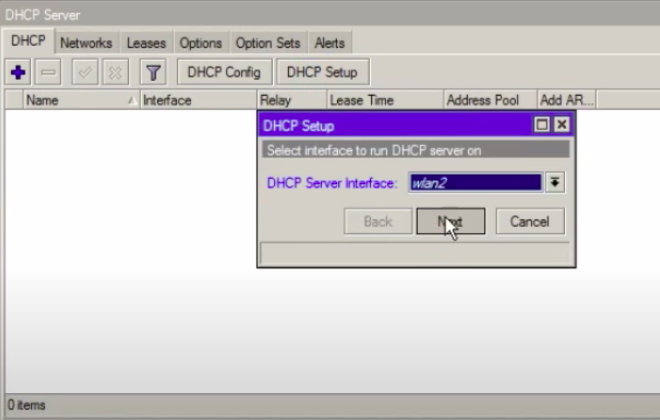 DHCP Server
DHCP Networks Leases Options Option Sets Alerts
DHCP Config DHCP Setup
Name Interface Relay Lease Time Address Pool Add AR...
DHCP Setup
Select interface to run DHCP server on
DHCP Server Interface: wlan2
Back Next Cancel
0 items